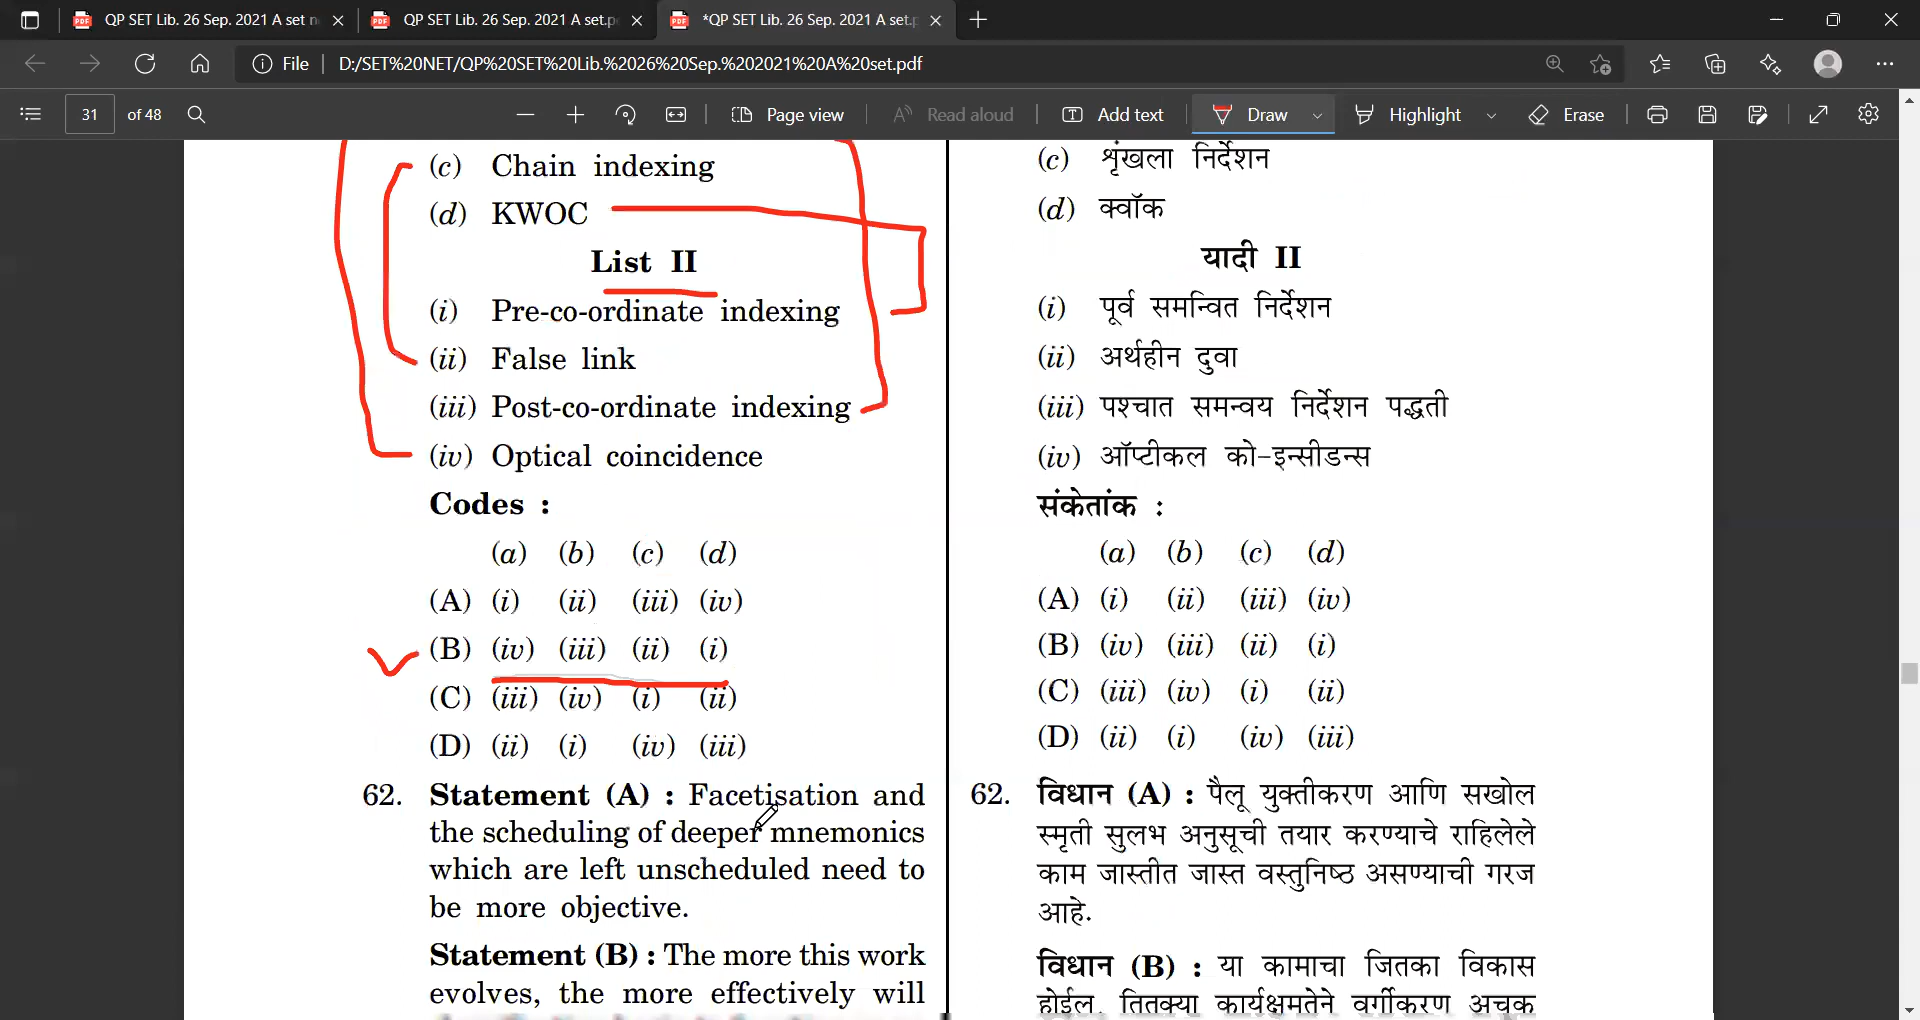 QP SET Lib. 26 Sep. 2021 A set n
QP SET Lib. 26 Sep. 2021 A set.p
*QP SET Lib. 26 Sep. 2021 A set.p
File
D:/SET%20NET/QP%20SET%20Lib.%2026%20Sep.%202021%20A%20set.pdf
31 of 48
Page view
Read aloud
Add text
Draw
Highlight
Erase
(c) Chain indexing
(d) KWOC
List II
(i) Pre-co-ordinate indexing
(ii) False link
(iii) Post-co-ordinate indexing
(iv) Optical coincidence
Codes :
(a) (b) (c) (d)
(A) (i) (ii) (iii) (iv)
(B) (iv) (iii) (ii) (i)
(C) (iii) (iv) (i) (ii)
(D) (ii) (i) (iv) (iii)
62. Statement (A) : Facetisation and
the scheduling of deeper mnemonics
which are left unscheduled need to
be more objective.
Statement (B) : The more this work
evolves, the more effectively will
(c) शृंखला निर्देशन
(d) क्वॉक
यादी II
(i) पूर्व समन्वित निर्देशन
(ii) अर्थहीन दुवा
(iii) पश्चात समन्वय निर्देशन पद्धती
(iv) ऑप्टीकल को-इन्सीडन्स
संकेतांक :
(a) (b) (c) (d)
(A) (i) (ii) (iii) (iv)
(B) (iv) (iii) (ii) (i)
(C) (iii) (iv) (i) (ii)
(D) (ii) (i) (iv) (iii)
62. विधान (A) : पैलू युक्तीकरण आणि सखोल
स्मृती सुलभ अनुसूची तयार करण्याचे राहिलेले
काम जास्तीत जास्त वस्तुनिष्ठ असण्याची गरज
आहे.
विधान (B) : या कामाचा जितका विकास
होईल, तितक्या कार्यक्षमतेने वर्गीकरण अचूक